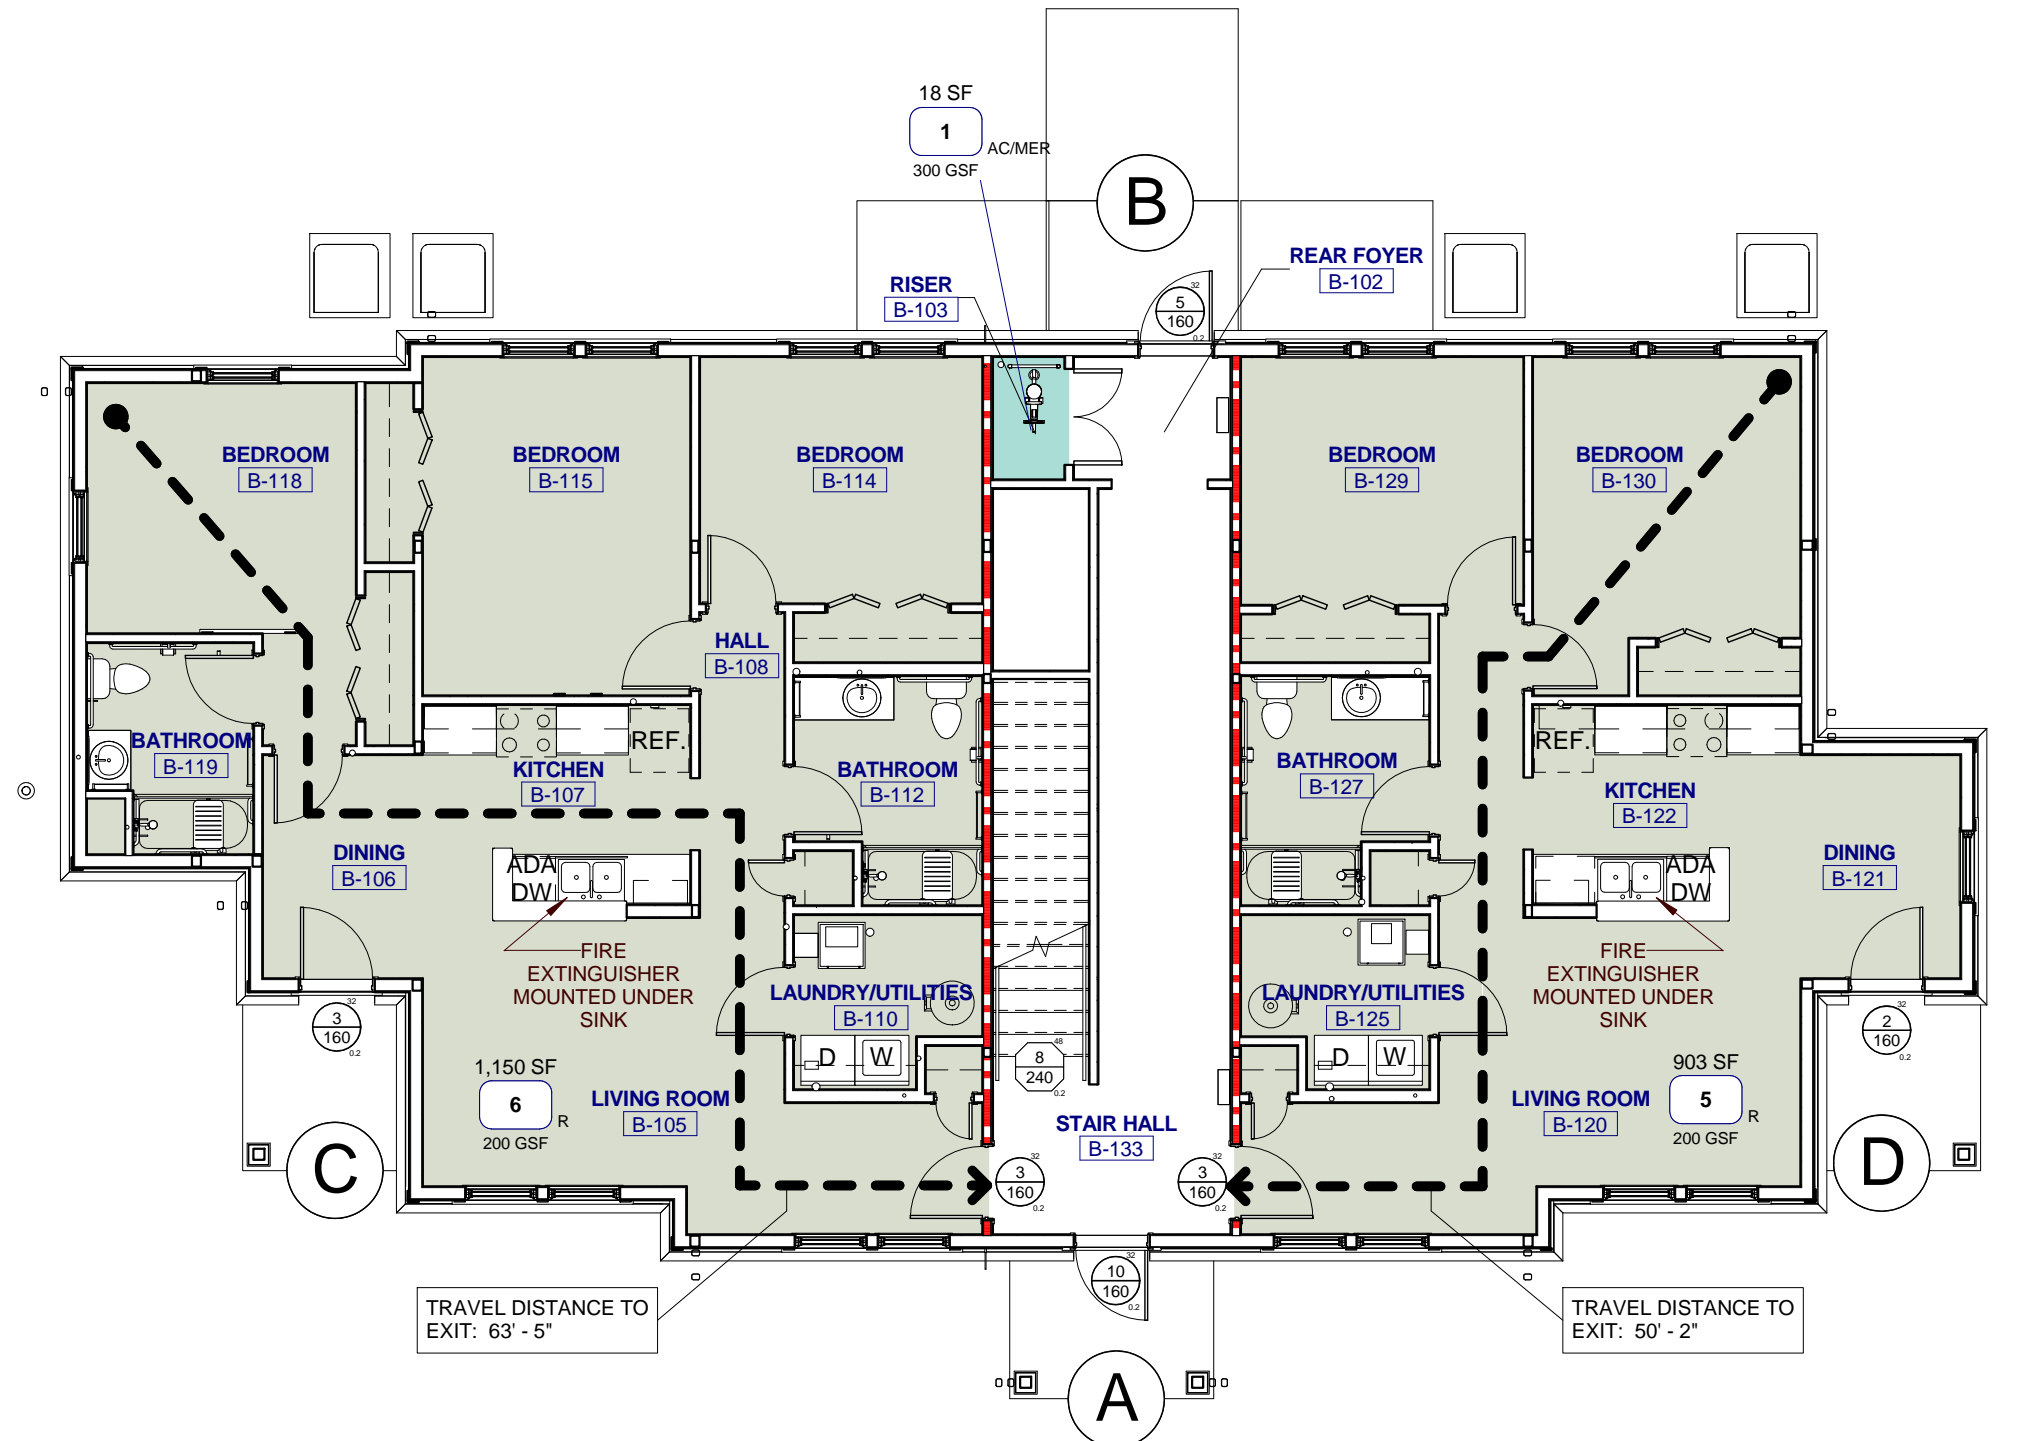 18 SF
1
AC/MER
300 GSF
B
REAR FOYER
B-102
RISER
B-103
32
5
160
0.2
BEDROOM
B-118
BEDROOM
B-115
BEDROOM
B-114
BEDROOM
B-129
BEDROOM
B-130
HALL
B-108
BATHROOM
B-119
KITCHEN
B-107
REF.
BATHROOM
B-112
BATHROOM
B-127
REF.
KITCHEN
B-122
DINING
B-106
ADA
DW
ADA
DW
DINING
B-121
FIRE
EXTINGUISHER
MOUNTED UNDER
SINK
FIRE
EXTINGUISHER
MOUNTED UNDER
SINK
LAUNDRY/UTILITIES
B-110
LAUNDRY/UTILITIES
B-125
32
3
160
0.2
32
2
160
0.2
D
W
48
8
240
0.2
D
W
1,150 SF
6
R
200 GSF
LIVING ROOM
B-105
STAIR HALL
B-133
LIVING ROOM
B-120
903 SF
5
R
200 GSF
C
32
3
160
0.2
32
3
160
0.2
D
32
10
160
0.2
TRAVEL DISTANCE TO
EXIT: 63' - 5"
TRAVEL DISTANCE TO
EXIT: 50' - 2"
A